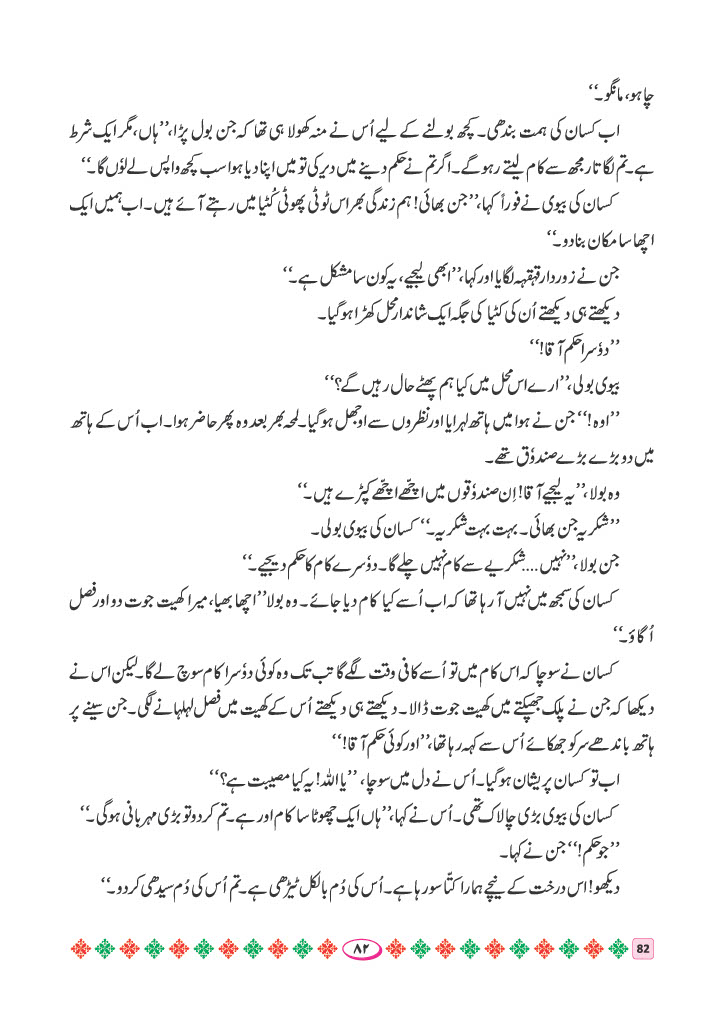 چاہو، مانگو۔‘‘
اب کسان کی ہمت بندھی۔ کچھ بولنے کے لیے اُس نے منہ کھولا ہی تھا کہ جن بول پڑا، ’’ہاں، مگر ایک شرط
ہے۔ تم لگاتار مجھ سے کام لیتے رہو گے۔ اگر تم نے حکم دینے میں دیر کی تو میں اپنا دیا ہوا سب کچھ واپس لے لوٗں گا۔‘‘
کسان کی بیوی نے فوراً کہا، ’’جن بھائی! ہم زندگی بھر اس ٹوٹی پھوٹی کُٹیا میں رہتے آئے ہیں۔ اب ہمیں ایک
اچھا سا مکان بنا دو۔‘‘
جن نے زور دار قہقہہ لگایا اور کہا، ’’ابھی لیجیے، یہ کون سا مشکل ہے۔‘‘
دیکھتے ہی دیکھتے اُن کی کٹیا کی جگہ ایک شاندار محل کھڑا ہو گیا۔
’’دوٗسرا حکم آقا!‘‘
بیوی بولی، ’’ارے اس محل میں کیا ہم پھٹے حال رہیں گے؟‘‘
’’اوہ!‘‘ جن نے ہوا میں ہاتھ لہرایا اور نظروں سے اوجھل ہو گیا۔ لمحہ بھر بعد وہ پھر حاضر ہوا۔ اب اُس کے ہاتھ
میں دو بڑے بڑے صندوٗق تھے۔
وہ بولا، ’’یہ لیجیے آقا! اِن صندوٗقوں میں اچھّے اچھّے کپڑے ہیں۔‘‘
’’شکریہ جن بھائی۔ بہت بہت شکریہ۔‘‘ کسان کی بیوی بولی۔
جن بولا، ’’نہیں .... شکریے سے کام نہیں چلے گا۔ دوٗسرے کام کا حکم دیجیے۔‘‘
کسان کی سمجھ میں نہیں آ رہا تھا کہ اب اُسے کیا کام دیا جائے۔ وہ بولا ’’اچھا بھیا، میرا کھیت جوت دو اور فصل
اُگاؤ۔‘‘
کسان نے سوچا کہ اس کام میں تو اُسے کافی وقت لگے گا تب تک وہ کوئی دوٗسرا کام سوچ لے گا۔ لیکن اس نے
دیکھا کہ جن نے پلک جھپکتے میں کھیت جوت ڈالا۔ دیکھتے ہی دیکھتے اُس کے کھیت میں فصل لہلہانے لگی۔ جن سینے پر
ہاتھ باندھے سر کو جھکائے اُس سے کہہ رہا تھا، ’’اور کوئی حکم آقا!‘‘
اب تو کسان پریشان ہو گیا۔ اُس نے دل میں سوچا، ’’یا اللہ! یہ کیا مصیبت ہے؟‘‘
کسان کی بیوی بڑی چالاک تھی۔ اُس نے کہا، ’’ہاں ایک چھوٹا سا کام اور ہے۔ تم کر دو تو بڑی مہربانی ہوگی۔‘‘
’’جو حکم!‘‘ جن نے کہا۔
دیکھو! اس درخت کے نیچے ہمارا کتّا سو رہا ہے۔ اُس کی دُم بالکل ٹیڑھی ہے۔ تم اُس کی دُم سیدھی کر دو۔‘‘
۸۲
82